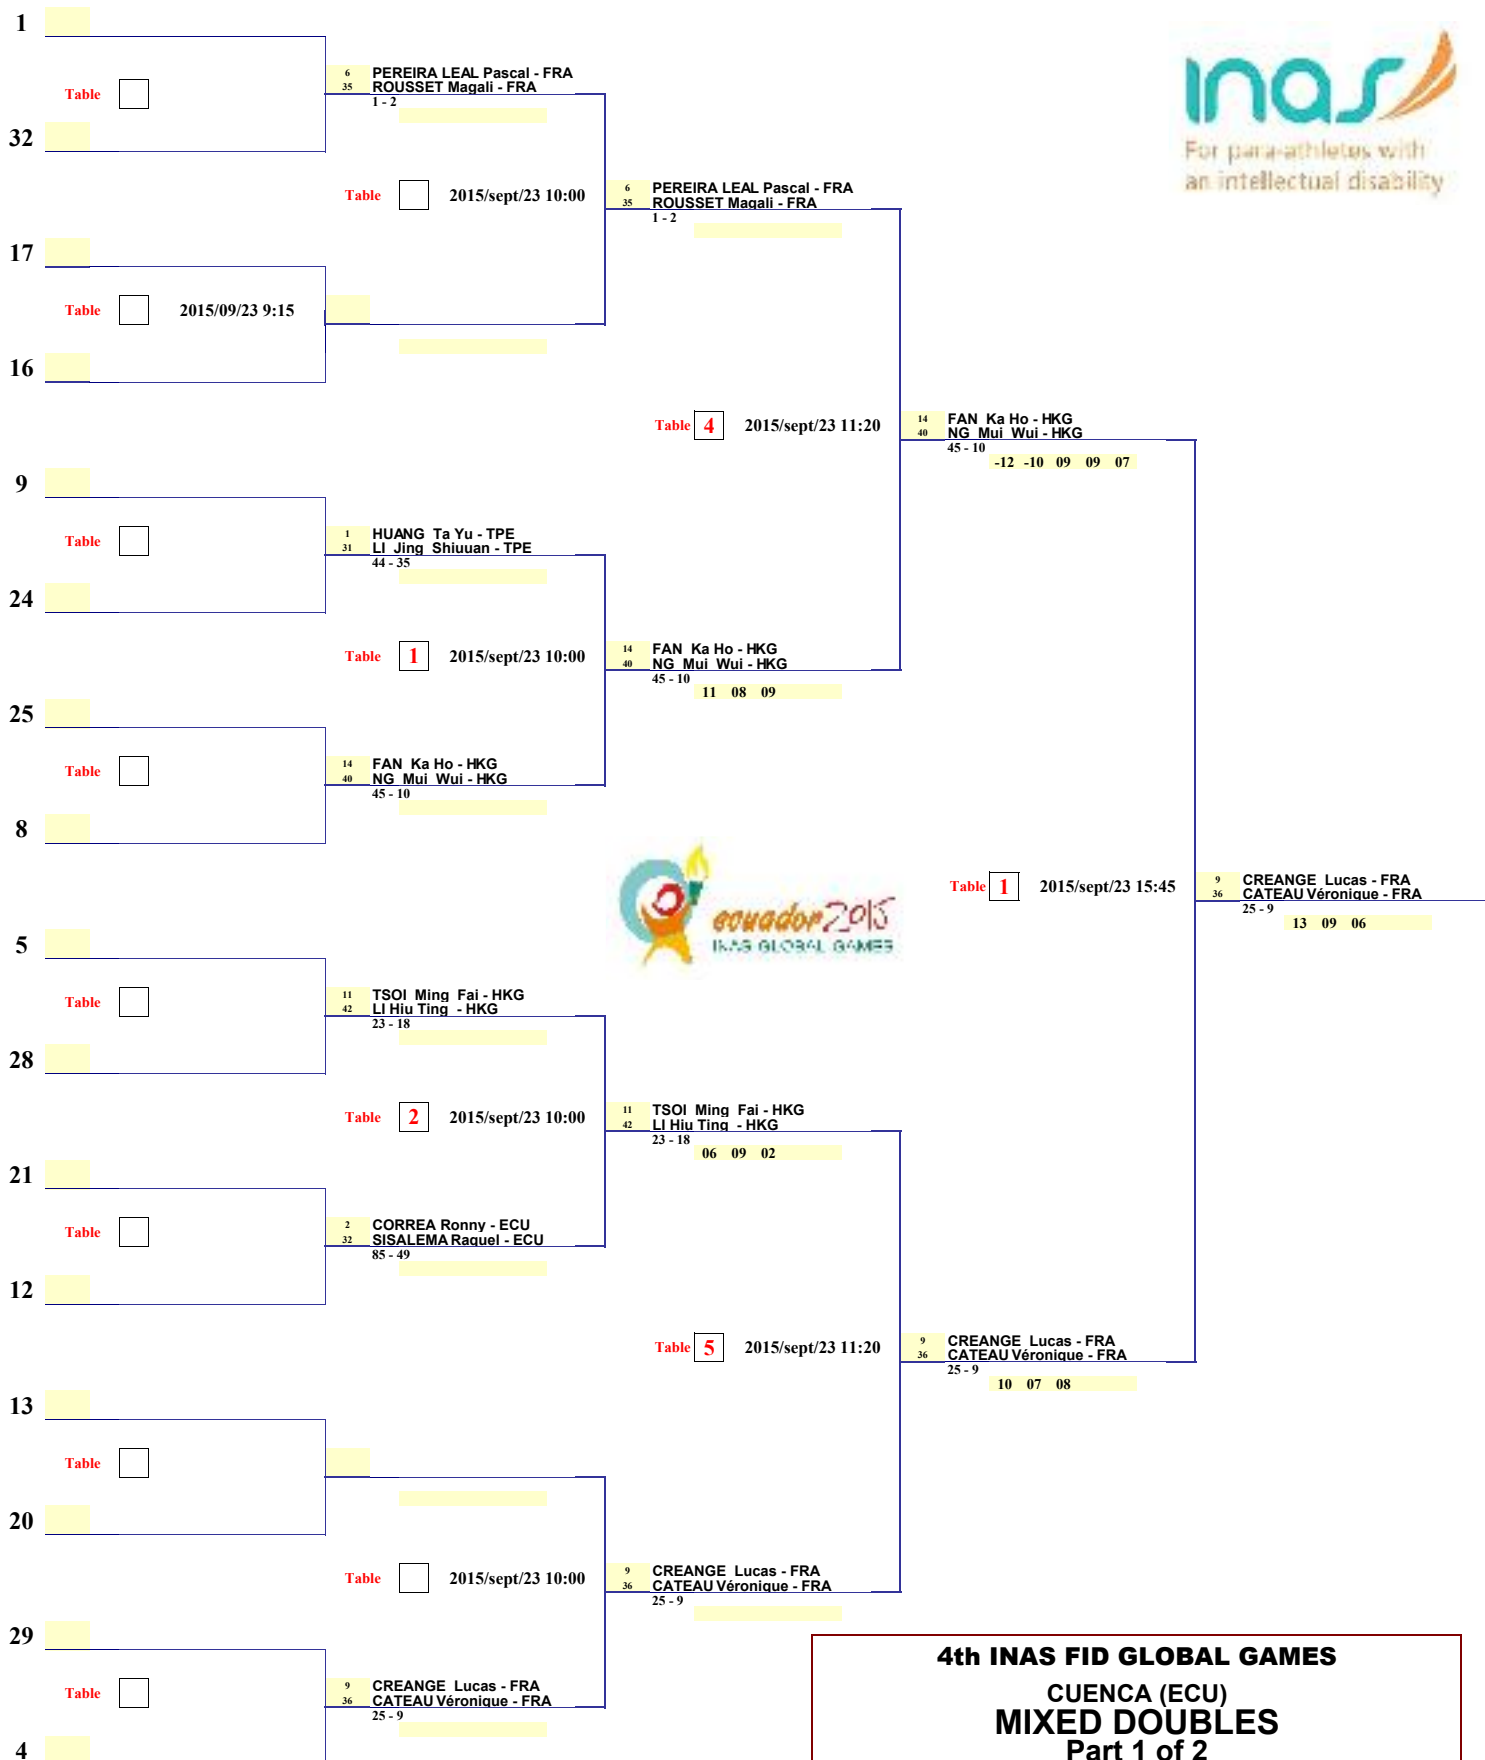 1
inas
For para-athletes with
an intellectual disability
6 PEREIRA LEAL Pascal - FRA
35 ROUSSET Magali - FRA
1 - 2
Table
32
Table 2015/sept/23 10:00
6 PEREIRA LEAL Pascal - FRA
35 ROUSSET Magali - FRA
1 - 2
17
Table 2015/09/23 9:15
16
Table 4 2015/sept/23 11:20
14 FAN Ka Ho - HKG
40 NG Mui Wui - HKG
45 - 10
-12 -10 09 09 07
9
Table
1 HUANG Ta Yu - TPE
31 LI Jing Shiuuan - TPE
44 - 35
24
Table 1 2015/sept/23 10:00
14 FAN Ka Ho - HKG
40 NG Mui Wui - HKG
45 - 10
11 08 09
25
Table
14 FAN Ka Ho - HKG
40 NG Mui Wui - HKG
45 - 10
8
ecuador 2015
INAS GLOBAL GAMES
Table 1 2015/sept/23 15:45
9 CREANGE Lucas - FRA
36 CATEAU Véronique - FRA
25 - 9
13 09 06
5
Table
11 TSOI Ming Fai - HKG
42 LI Hiu Ting - HKG
23 - 18
28
Table 2 2015/sept/23 10:00
11 TSOI Ming Fai - HKG
42 LI Hiu Ting - HKG
23 - 18
06 09 02
21
Table
2 CORREA Ronny - ECU
32 SISALEMA Raquel - ECU
85 - 49
12
Table 5 2015/sept/23 11:20
9 CREANGE Lucas - FRA
36 CATEAU Véronique - FRA
25 - 9
10 07 08
13
Table
20
Table 2015/sept/23 10:00
9 CREANGE Lucas - FRA
36 CATEAU Véronique - FRA
25 - 9
29
Table
9 CREANGE Lucas - FRA
36 CATEAU Véronique - FRA
25 - 9
4
4th INAS FID GLOBAL GAMES
CUENCA (ECU)
MIXED DOUBLES
Part 1 of 2